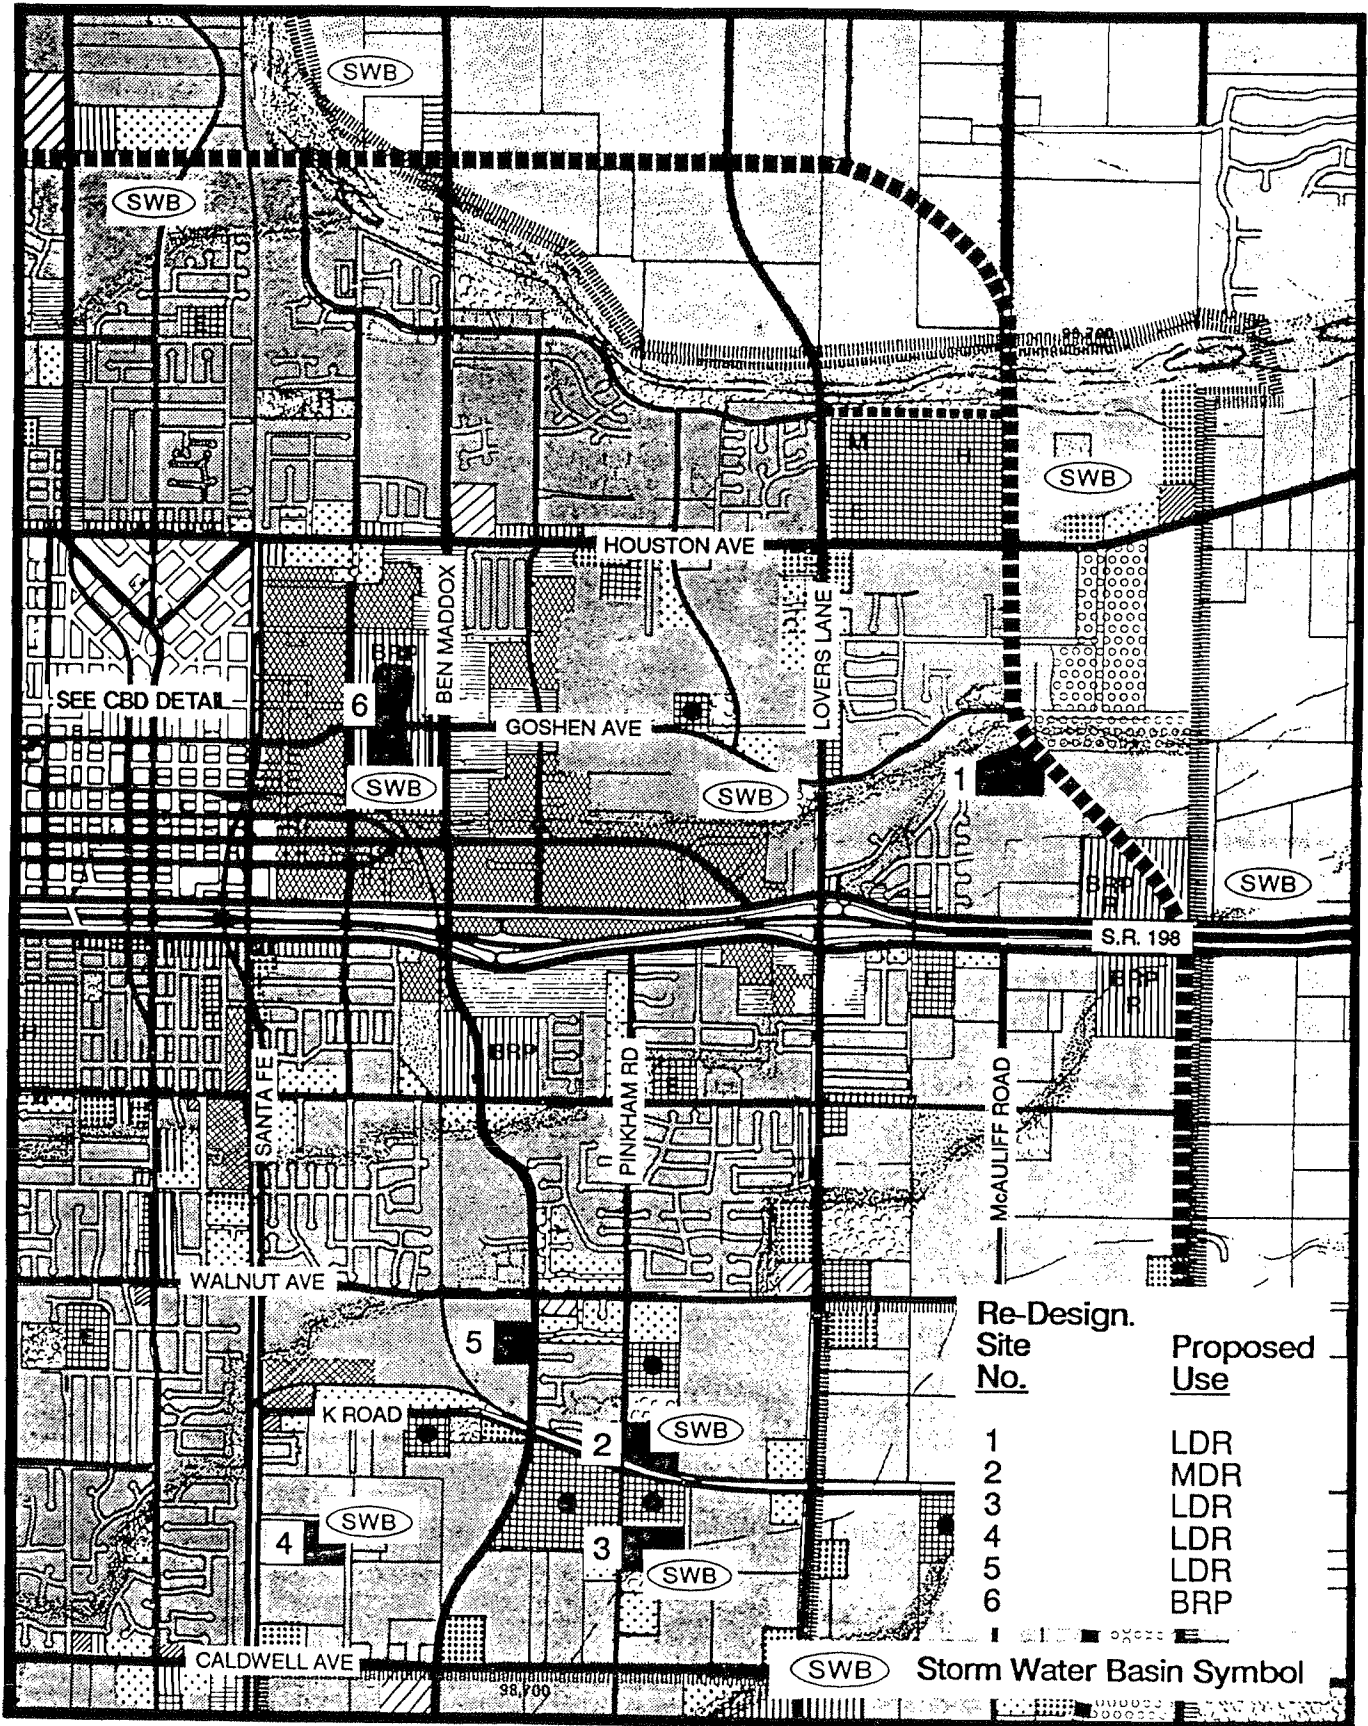 SWB
SWB
98,700
M
H
E
SWB
HOUSTON AVE
BEN MADDOX
LOVERS LANE
BRP
SEE CBD DETAIL
6
GOSHEN AVE
SWB
SWB
1
SWB
BRP
R
S.R. 198
BRP
R
BRP
E
SANTA FE
PINKHAM RD
McAULIFF ROAD
WALNUT AVE
E
5
K ROAD
2
SWB
4
SWB
3
SWB
CALDWELL AVE
98,700
Re-Design.
Site Proposed
No. Use
1 LDR
2 MDR
3 LDR
4 LDR
5 LDR
6 BRP
SWB Storm Water Basin Symbol